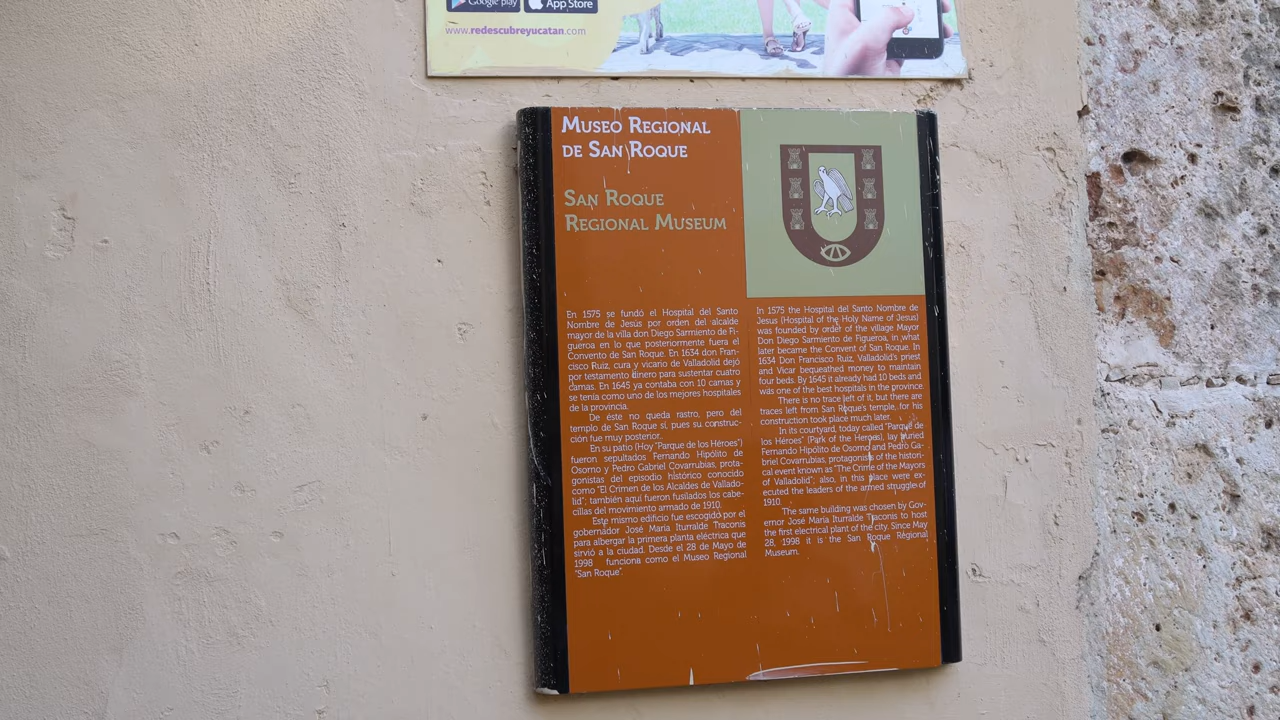 Google play
App Store
www.redescubreyucatan.com
MUSEO REGIONAL
DE SAN ROQUE
SAN ROQUE
REGIONAL MUSEUM
En 1575 se fundó el Hospital del Santo
Nombre de Jesús por orden del alcalde
mayor de la villa don Diego Sarmiento de Fi-
gueroa en lo que posteriormente fuera el
Convento de San Roque. En 1634 don Fran-
cisco Ruiz, cura y vicario de Valladolid dejó
por testamento dinero para sustentar cuatro
camas. En 1645 ya contaba con 10 camas y
se tenía como uno de los mejores hospitales
de la provincia.
De éste no queda rastro, pero del
templo de San Roque sí, pues su construc-
ción fue muy posterior.
En su patio (Hoy "Parque de los Héroes")
fueron sepultados Fernando Hipólito de
Osorno y Pedro Gabriel Covarrubias, prota-
gonistas del episodio histórico conocido
como "El Crimen de los Alcaldes de Vallado-
lid"; también aquí fueron fusilados los cabe-
cillas del movimiento armado de 1910.
Este mismo edificio fue escogido por el
gobernador José María Iturralde Traconis
para albergar la primera planta eléctrica que
sirvió a la ciudad. Desde el 28 de Mayo de
1998 funciona como el Museo Regional
"San Roque".
In 1575 the Hospital del Santo Nombre de
Jesus (Hospital of the Holy Name of Jesus)
was founded by order of the village Mayor
Don Diego Sarmiento de Figueroa, in what
later became the Convent of San Roque. In
1634 Don Francisco Ruiz, Valladolid's priest
and Vicar bequeathed money to maintain
four beds. By 1645 it already had 10 beds and
was one of the best hospitals in the province.
There is no trace left of it, but there are
traces left from San Roque's temple, for his
construction took place much later.
In its courtyard, today called "Parque de
los Héroes" (Park of the Heroes), lay buried
Fernando Hipólito de Osorno and Pedro Ga-
briel Covarrubias, protagonists of the histori-
cal event known as "The Crime of the Mayors
of Valladolid"; also, in this place were ex-
ecuted the leaders of the armed struggle of
1910.
The same building was chosen by Gov-
ernor José María Iturralde Traconis to host
the first electrical plant of the city. Since May
28, 1998 it is the San Roque Regional
Museum.